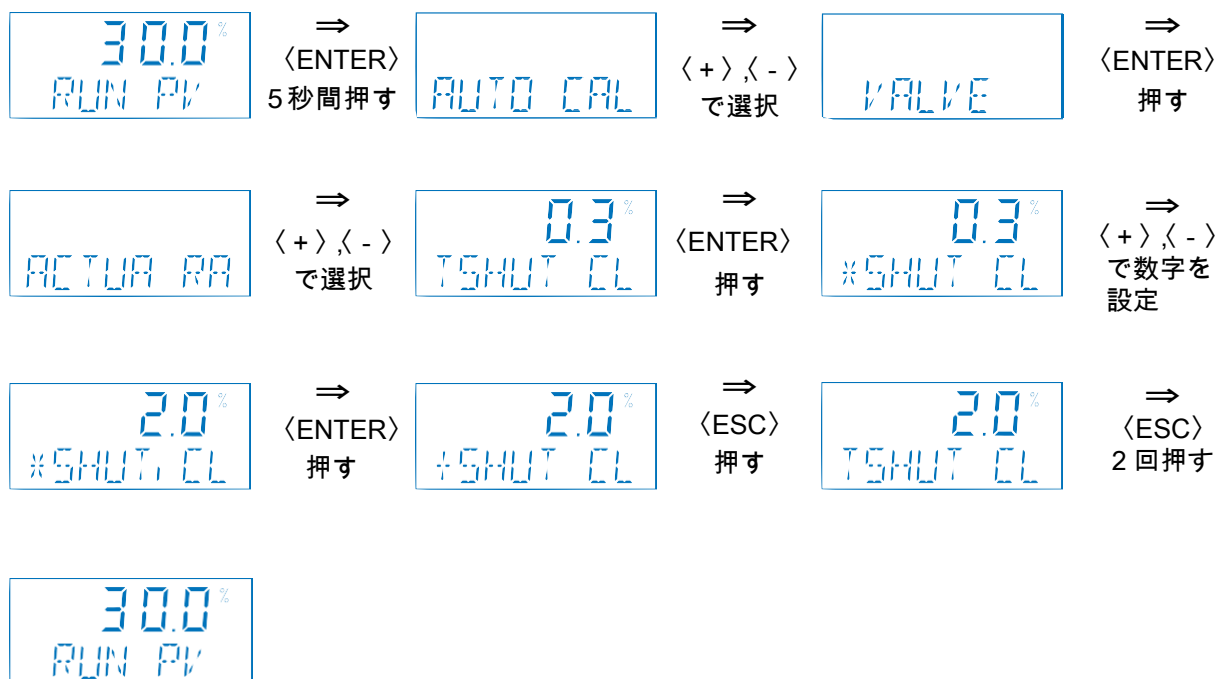 30.0%
RUN PV
⇒
〈ENTER〉
5秒間押す
AUTO CAL
⇒
〈+〉,〈-〉
で選択
VALVE
⇒
〈ENTER〉
押す
ACTUA RA
⇒
〈+〉,〈-〉
で選択
0.3%
TSHUT CL
⇒
〈ENTER〉
押す
0.3%
*SHUT CL
⇒
〈+〉,〈-〉
で数字を
設定
2.0%
*SHUT CL
⇒
〈ENTER〉
押す
2.0%
+SHUT CL
⇒
〈ESC〉
押す
2.0%
TSHUT CL
⇒
〈ESC〉
2回押す
30.0%
RUN PV